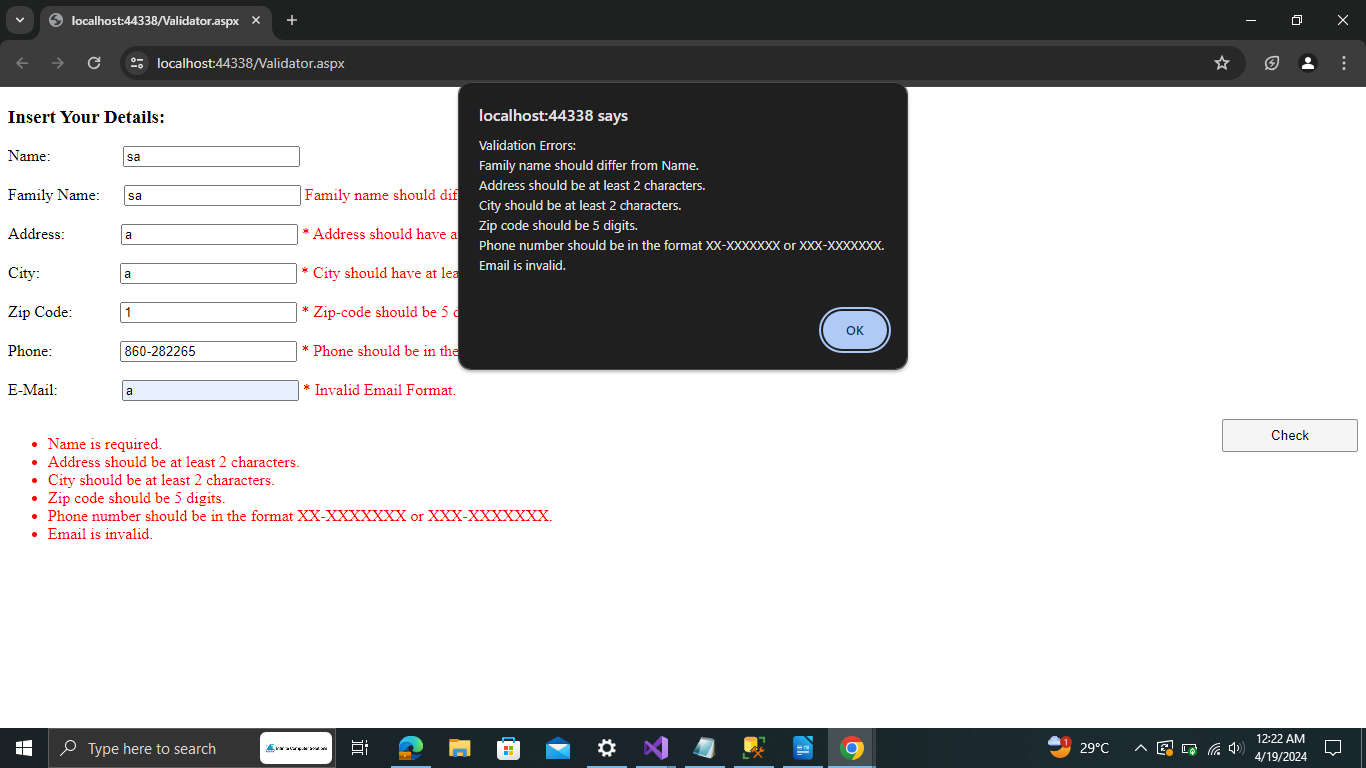 localhost:44338/Validator.aspx
localhost:44338/Validator.aspx
localhost:44338 says
Validation Errors:
Family name should differ from Name.
Address should be at least 2 characters.
City should be at least 2 characters.
Zip code should be 5 digits.
Phone number should be in the format XX-XXXXXXX or XXX-XXXXXXX.
Email is invalid.
OK
Insert Your Details:
Name: sa
Family Name: sa Family name should dif
Address: a * Address should have a
City: a * City should have at lea
Zip Code: 1 * Zip-code should be 5 d
Phone: 860-282265 * Phone should be in the
E-Mail: a * Invalid Email Format.
Check
Name is required.
Address should be at least 2 characters.
City should be at least 2 characters.
Zip code should be 5 digits.
Phone number should be in the format XX-XXXXXXX or XXX-XXXXXXX.
Email is invalid.
Type here to search
Infinite Computer Solutions
1
29°C
12:22 AM
4/19/2024